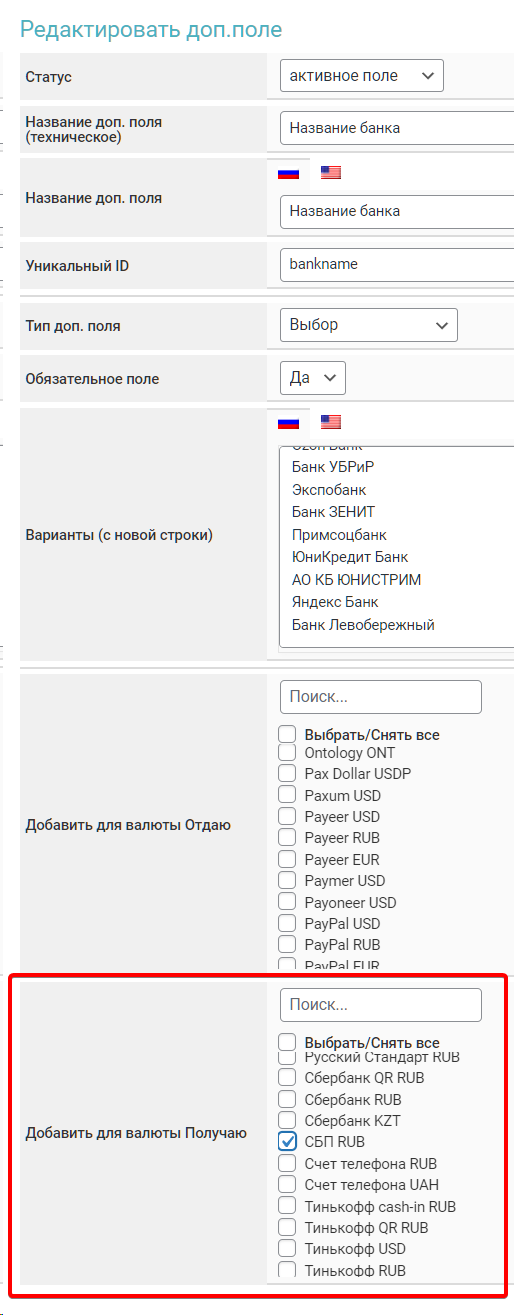 Редактировать доп.поле
Статус
активное поле
Название доп. поля
(техническое)
Название банка
Название доп. поля
Название банка
Уникальный ID
bankname
Тип доп. поля
Выбор
Обязательное поле
Да
Варианты (с новой строки)
Ozon Банк
Банк УБРиР
Экспобанк
Банк ЗЕНИТ
Примсоцбанк
ЮниКредит Банк
АО КБ ЮНИСТРИМ
Яндекс Банк
Банк Левобережный
Добавить для валюты Отдаю
Поиск...
Выбрать/Снять все
Ontology ONT
Pax Dollar USDP
Paxum USD
Payeer USD
Payeer RUB
Payeer EUR
Paymer USD
Payoneer USD
PayPal USD
PayPal RUB
PayPal EUR
Добавить для валюты Получаю
Поиск...
Выбрать/Снять все
Русский Стандарт RUB
Сбербанк QR RUB
Сбербанк RUB
Сбербанк KZT
СБП RUB
Счет телефона RUB
Счет телефона UAH
Тинькофф cash-in RUB
Тинькофф QR RUB
Тинькофф USD
Тинькофф RUB